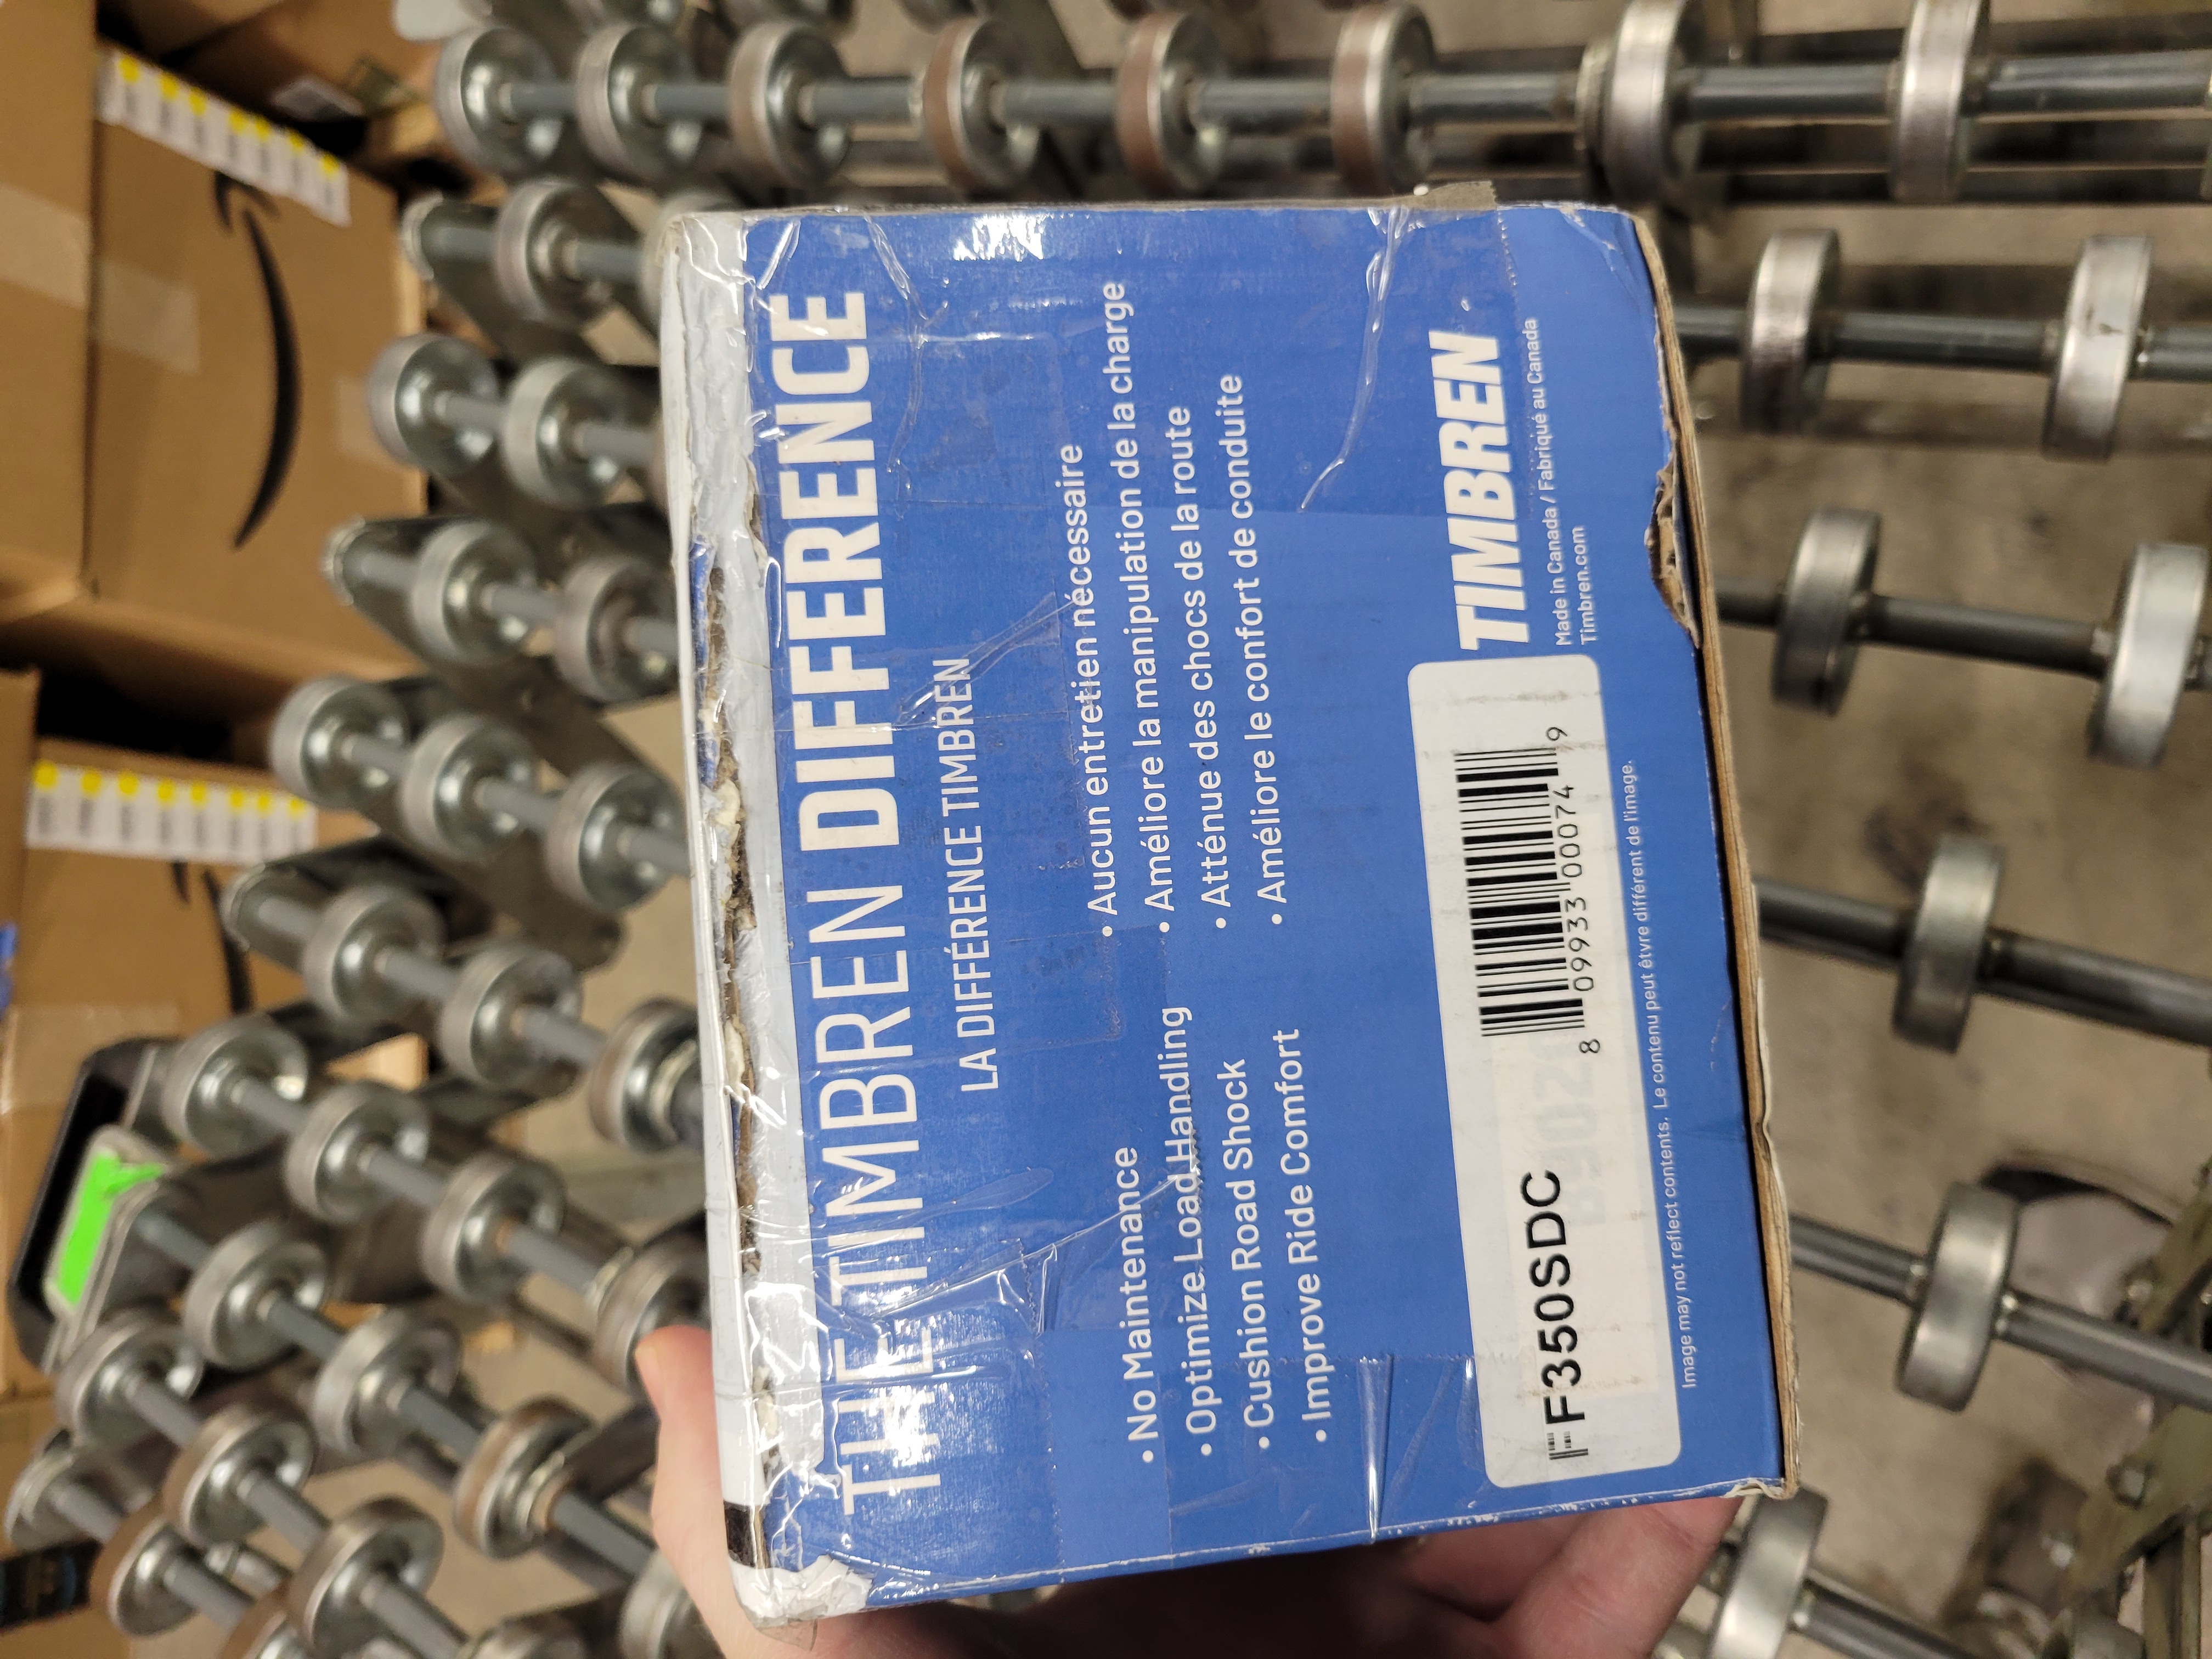 THE TIMBREN DIFFERENCE
LA DIFFÉRENCE TIMBREN
• No Maintenance
• Optimize Load Handling
• Cushion Road Shock
• Improve Ride Comfort
• Aucun entretien nécessaire
• Améliore la manipulation de la charge
• Atténue des chocs de la route
• Améliore le confort de conduite
F350SDC
8 09933 00074 9
TIMBREN
Made in Canada / Fabriqué au Canada
Timbren.com
Image may not reflect contents. Le contenu peut êtvre différent de l'image.